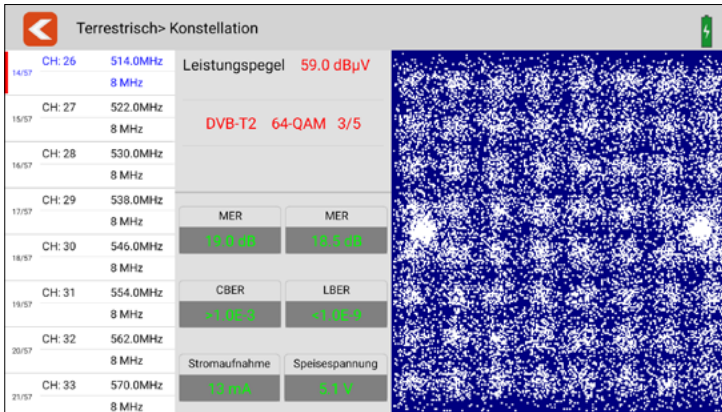 Terrestrisch> Konstellation
14/57 CH: 26 514.0MHz
8 MHz
15/57 CH: 27 522.0MHz
8 MHz
16/57 CH: 28 530.0MHz
8 MHz
17/57 CH: 29 538.0MHz
8 MHz
18/57 CH: 30 546.0MHz
8 MHz
19/57 CH: 31 554.0MHz
8 MHz
20/57 CH: 32 562.0MHz
8 MHz
21/57 CH: 33 570.0MHz
8 MHz
Leistungspegel 59.0 dBµV
DVB-T2 64-QAM 3/5
MER MER
19.0 dB 18.5 dB
CBER LBER
>1.0E-3 <1.0E-9
Stromaufnahme Speisespannung
13 mA 5.1 V